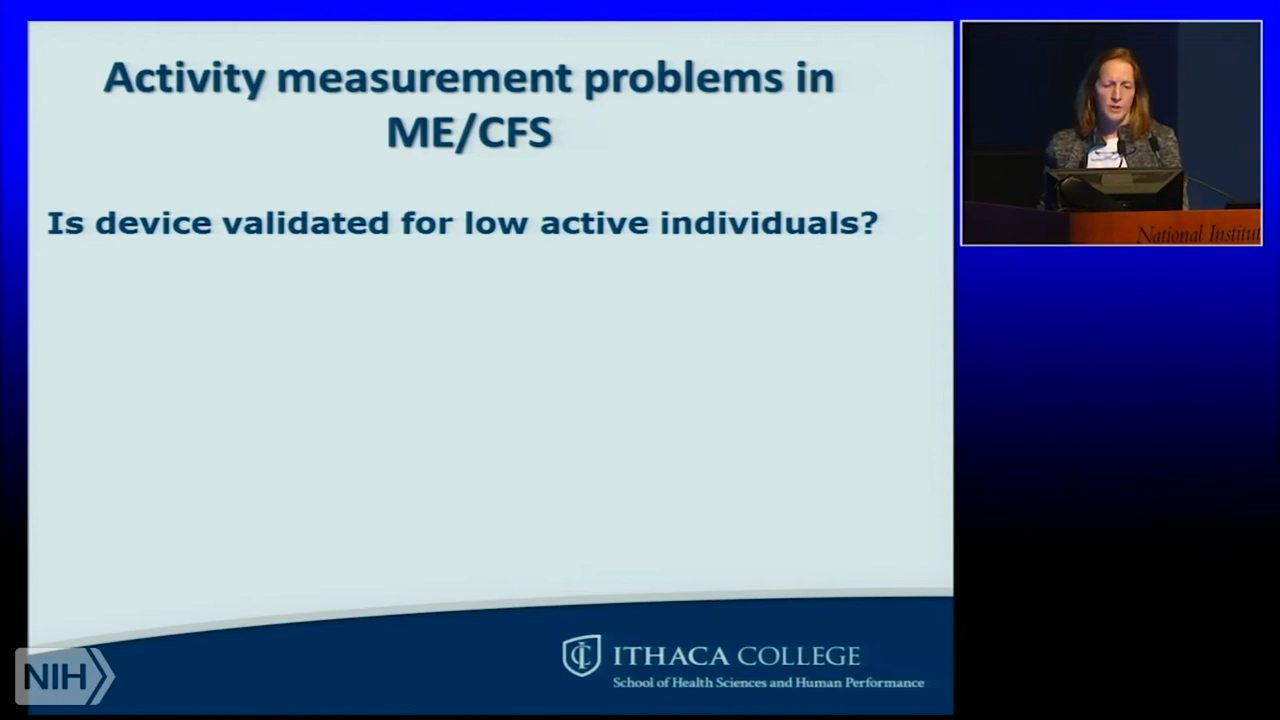 Activity measurement problems in
ME/CFS
Is device validated for low active individuals?
National Institut
ITHACA COLLEGE
School of Health Sciences and Human Performance
NIH